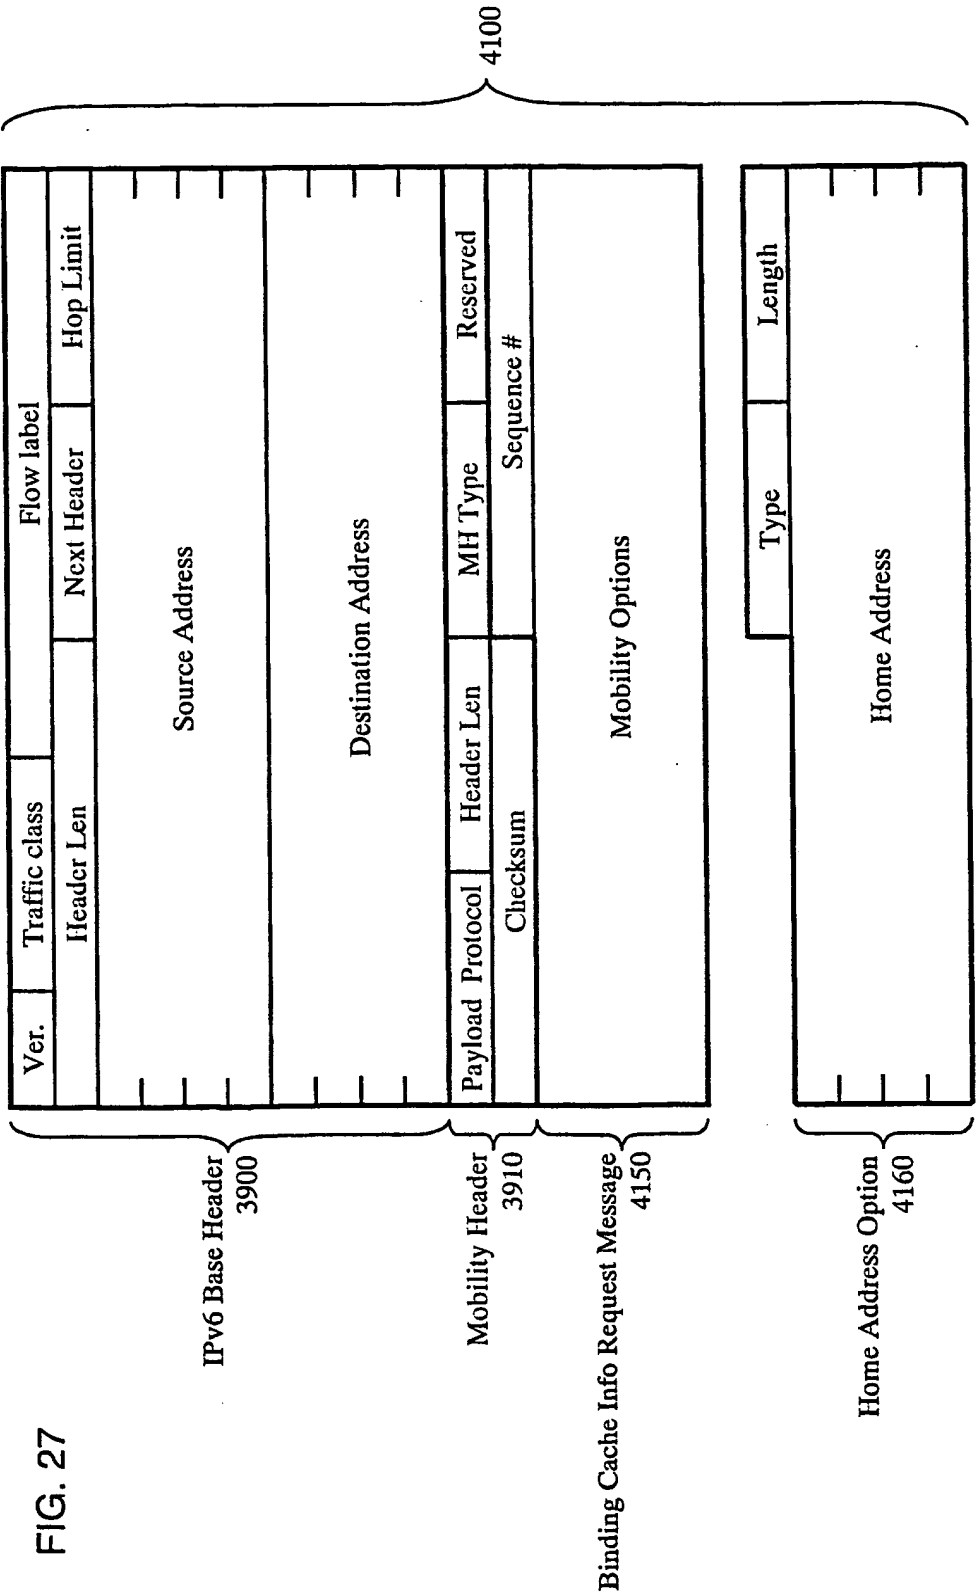 FIG. 27
Ver.
Traffic class
Flow label
Header Len
Next Header
Hop Limit
Source Address
Destination Address
IPv6 Base Header
3900
Payload Protocol
Header Len
MH Type
Reserved
Checksum
Sequence #
Mobility Header
3910
Mobility Options
Binding Cache Info Request Message
4150
Type
Length
Home Address
Home Address Option
4160
4100